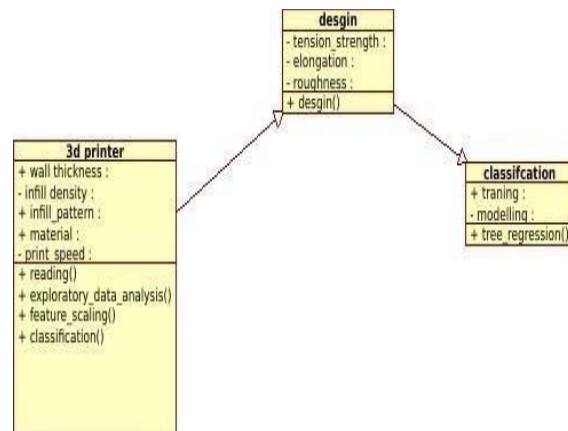 desgin
- tension_strength :
- elongation :
- roughness :
+ desgin()
3d printer
+ wall thickness :
- infill density :
+ infill_pattern :
+ material :
- print_speed :
+ reading()
+ exploratory_data_analysis()
+ feature_scaling()
+ classification()
classifcation
+ traning :
- modelling :
+ tree_regression()